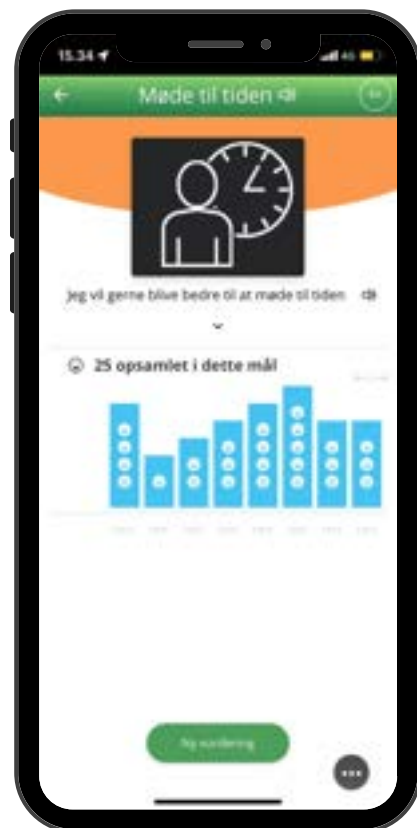 15.34
4G
Møde til tiden
Jeg vil gerne blive bedre til at møde til tiden
25 opsamlet i dette mål
Ny vurdering